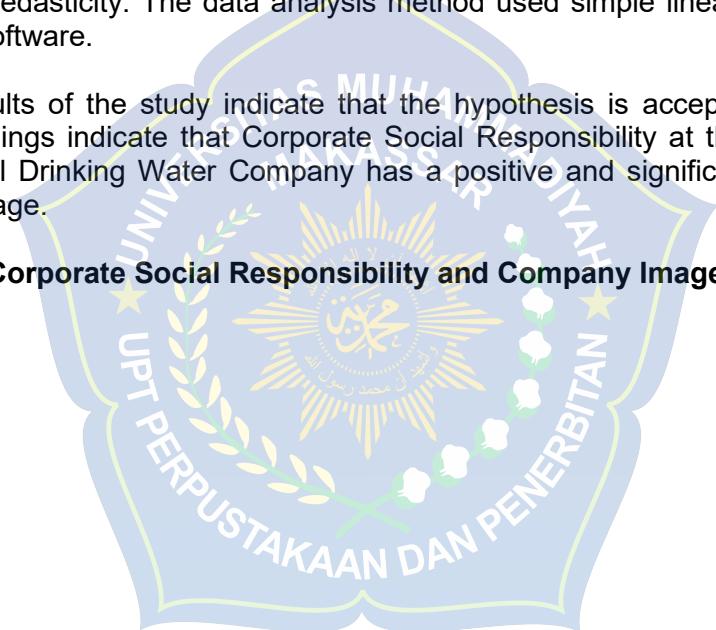 edasticity. The data analysis method used simple linea
oftware.
ults of the study indicate that the hypothesis is accep
ings indicate that Corporate Social Responsibility at t
l Drinking Water Company has a positive and signific
age.
Corporate Social Responsibility and Company Image
UNIVERSITAS MUHAMMADIYAH
MAKASSAR
UPT PERPUSTAKAAN DAN PENERBITAN